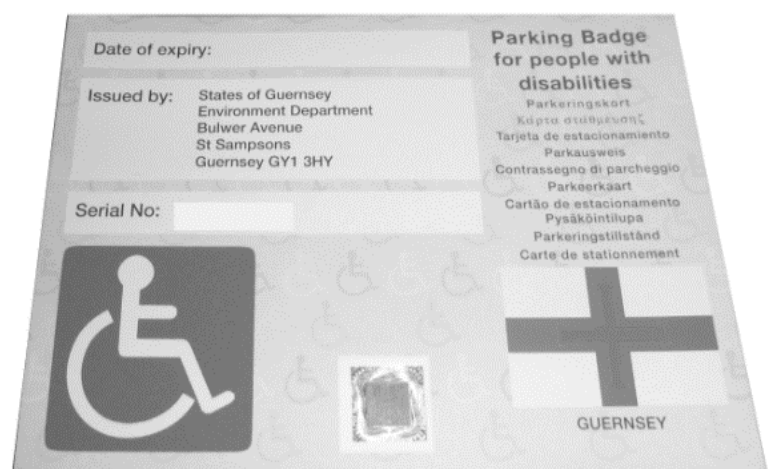 Date of expiry:
Issued by: States of Guernsey
Environment Department
Bulwer Avenue
St Sampsons
Guernsey GY1 3HY
Serial No:
Parking Badge
for people with
disabilities
Parkeringskort
Κάρτα στάθμευσης
Tarjeta de estacionamiento
Parkausweis
Contrassegno di parcheggio
Parkeerkaart
Cartão de estacionamento
Pysäköintilupa
Parkeringstillstånd
Carte de stationnement
GUERNSEY